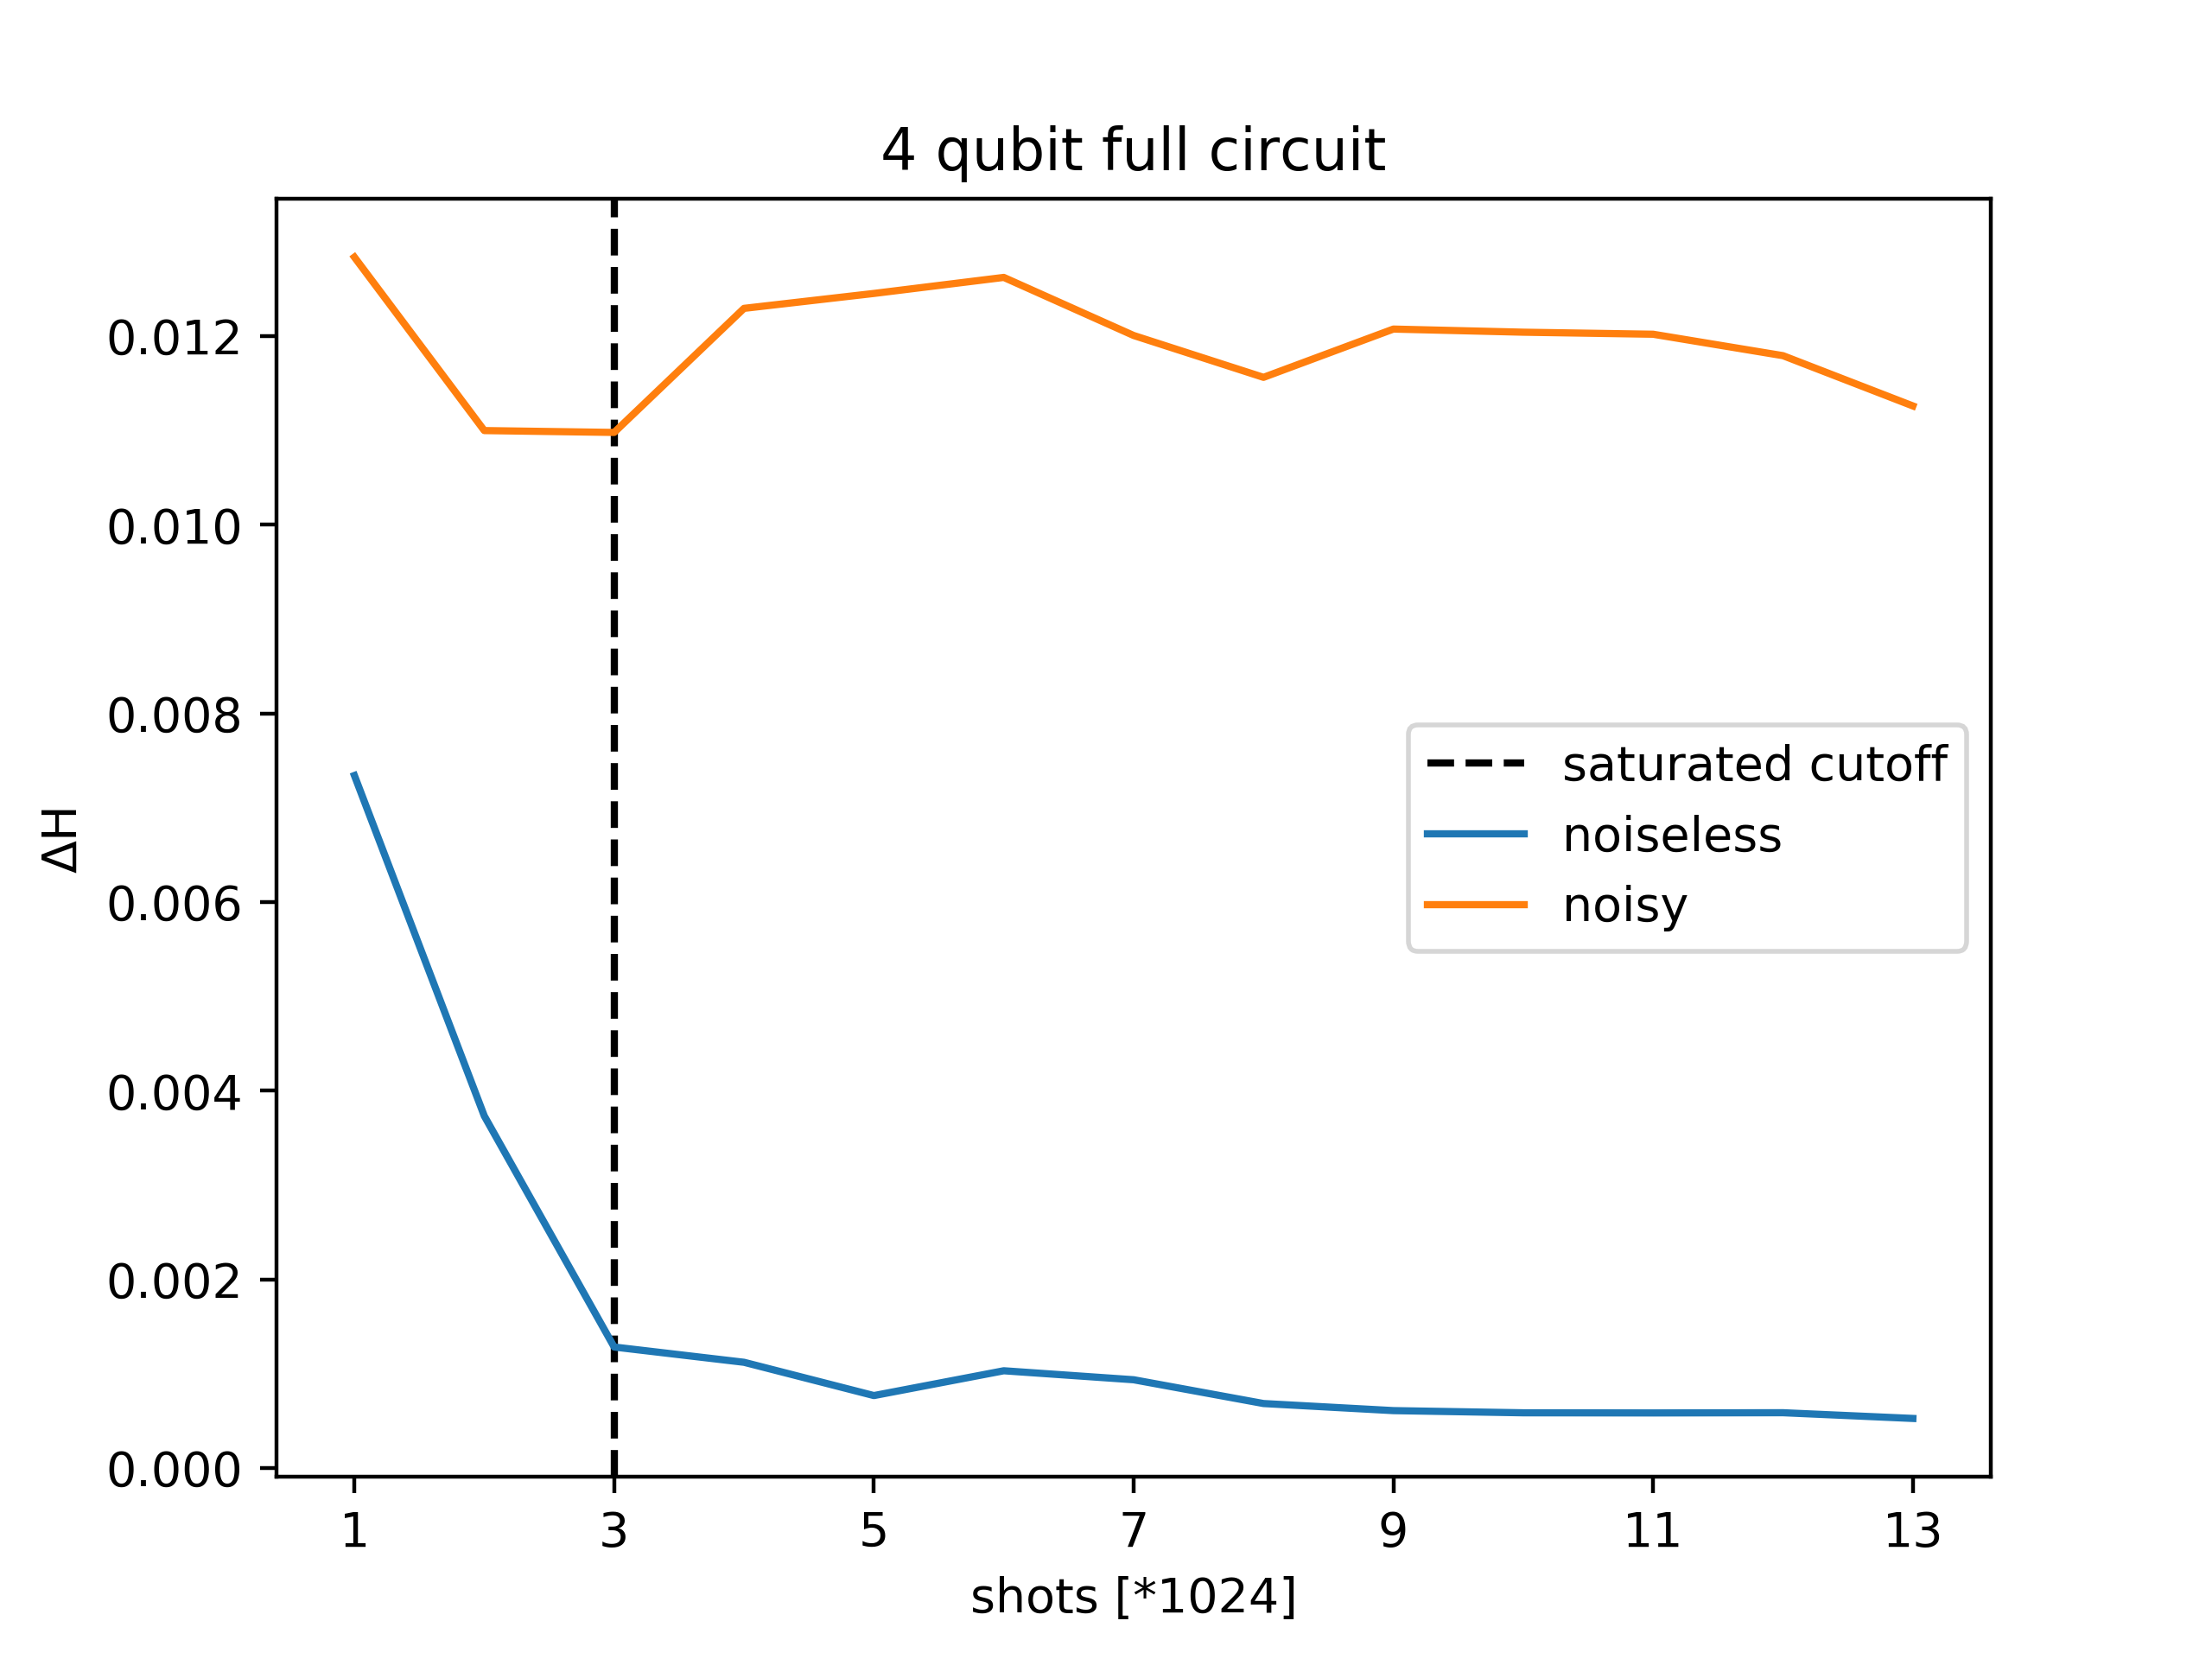 4 qubit full circuit
0.012
0.010
0.008
0.006
0.004
0.002
0.000
ΔH
saturated cutoff
noiseless
noisy
1 3 5 7 9 11 13
shots [*1024]